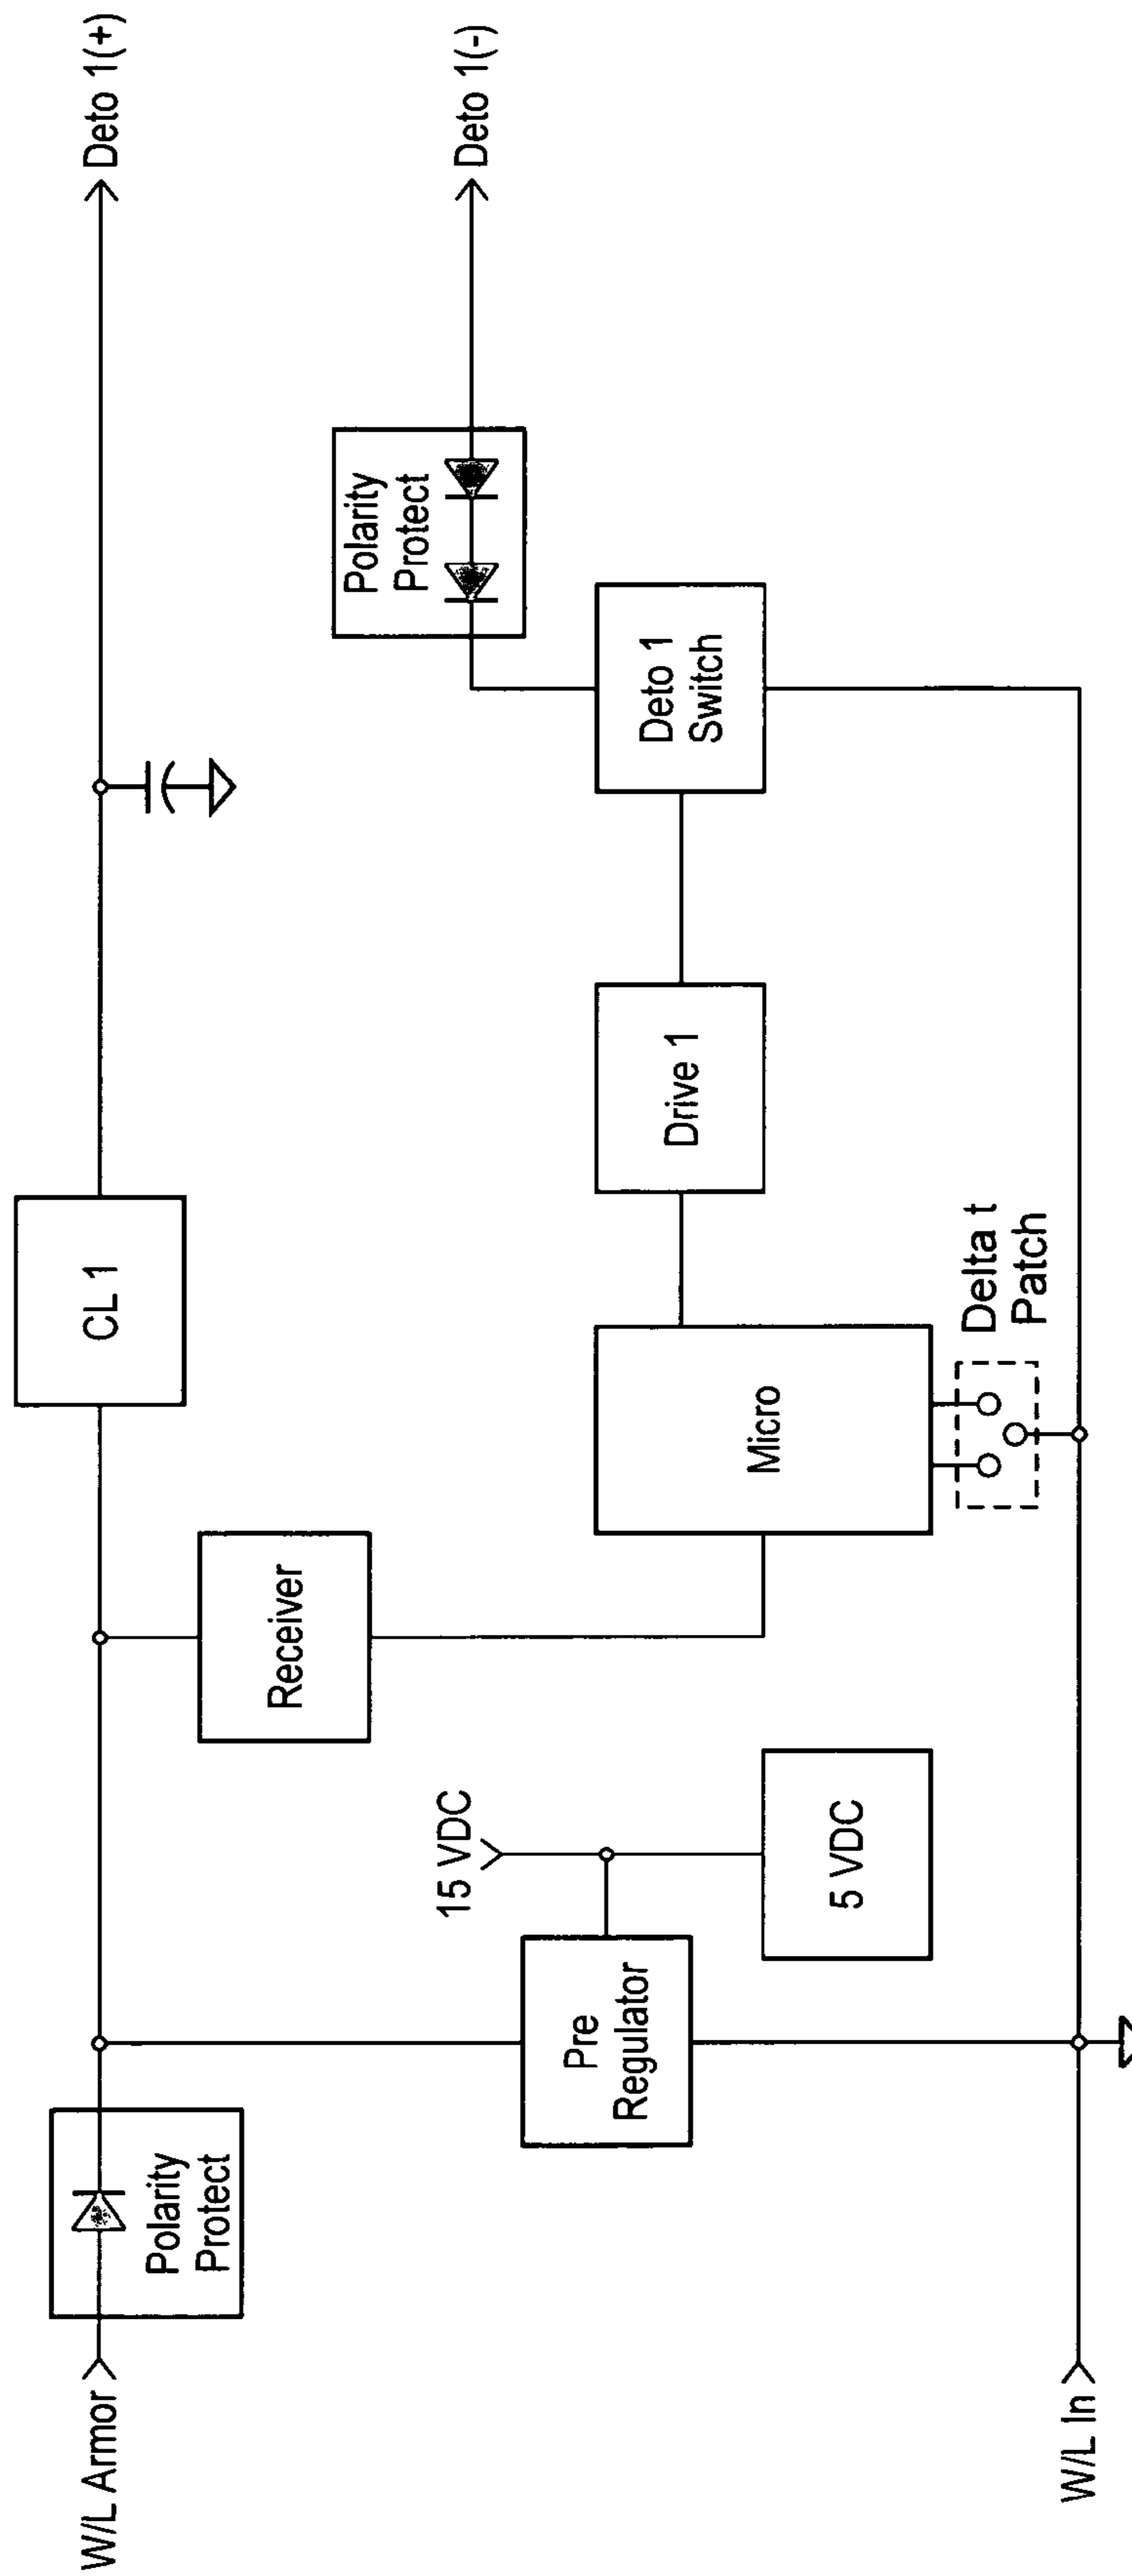 W/L Armor
Polarity
Protect
CL 1
Deto 1(+)
Receiver
Polarity
Protect
Deto 1(-)
15 VDC
Pre
Regulator
5 VDC
Micro
Drive 1
Deto 1
Switch
Delta t
Patch
W/L In